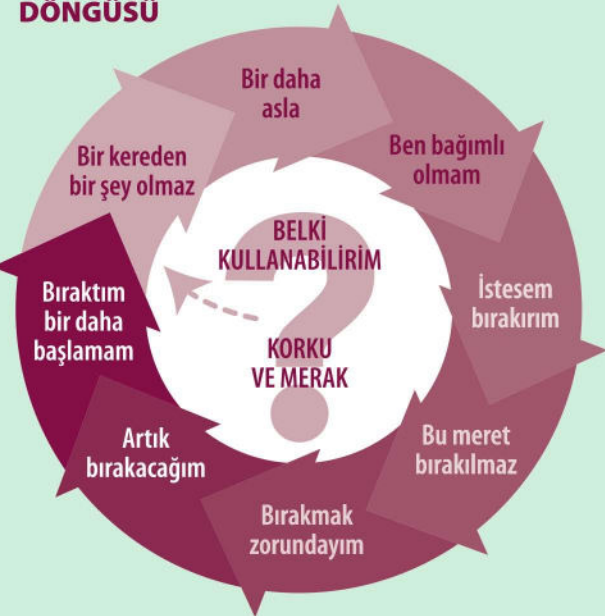 DÖNGÜSÜ
Bir daha
asla
Ben bağımlı
olmam
İstesem
bırakırım
Bu meret
bırakılmaz
Bırakmak
zorundayım
Artık
bırakacağım
Bıraktım
bir daha
başlamam
Bir kereden
bir şey olmaz
BELKİ
KULLANABİLİRİM
?
KORKU
VE MERAK